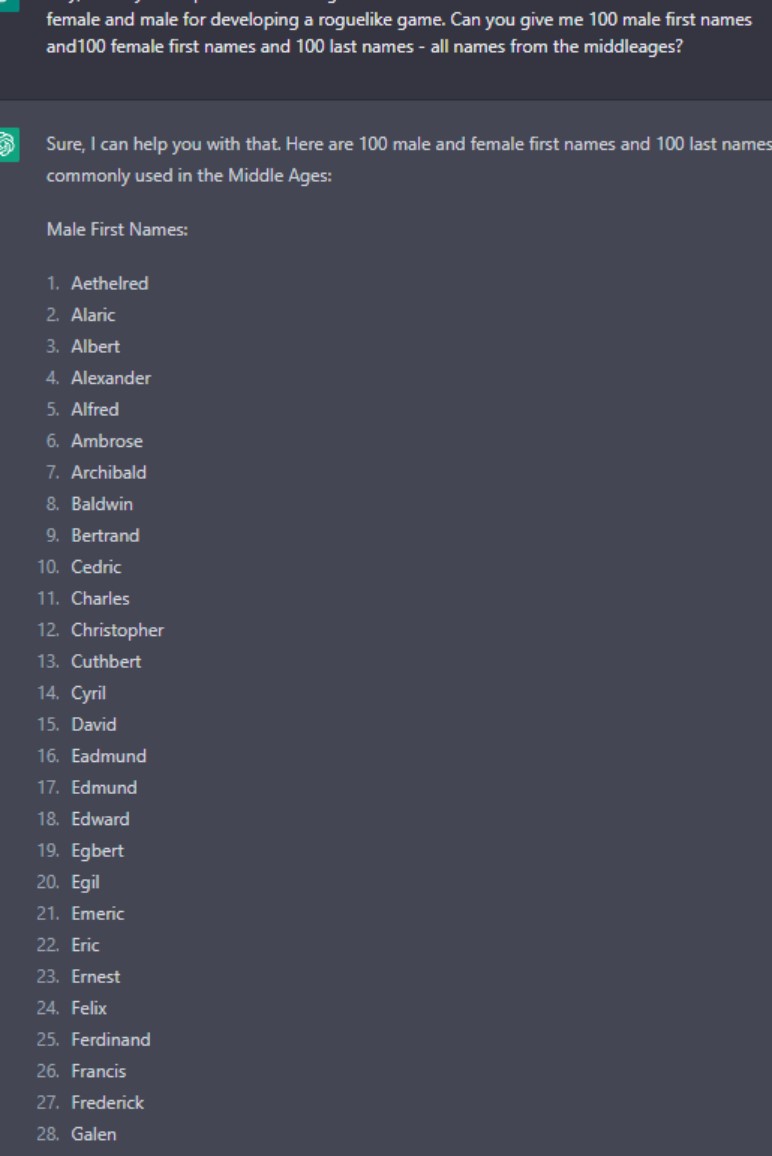 female and male for developing a roguelike game. Can you give me 100 male first names
and100 female first names and 100 last names - all names from the middleages?
Sure, I can help you with that. Here are 100 male and female first names and 100 last names
commonly used in the Middle Ages:
Male First Names:
1. Aethelred
2. Alaric
3. Albert
4. Alexander
5. Alfred
6. Ambrose
7. Archibald
8. Baldwin
9. Bertrand
10. Cedric
11. Charles
12. Christopher
13. Cuthbert
14. Cyril
15. David
16. Eadmund
17. Edmund
18. Edward
19. Egbert
20. Egil
21. Emeric
22. Eric
23. Ernest
24. Felix
25. Ferdinand
26. Francis
27. Frederick
28. Galen